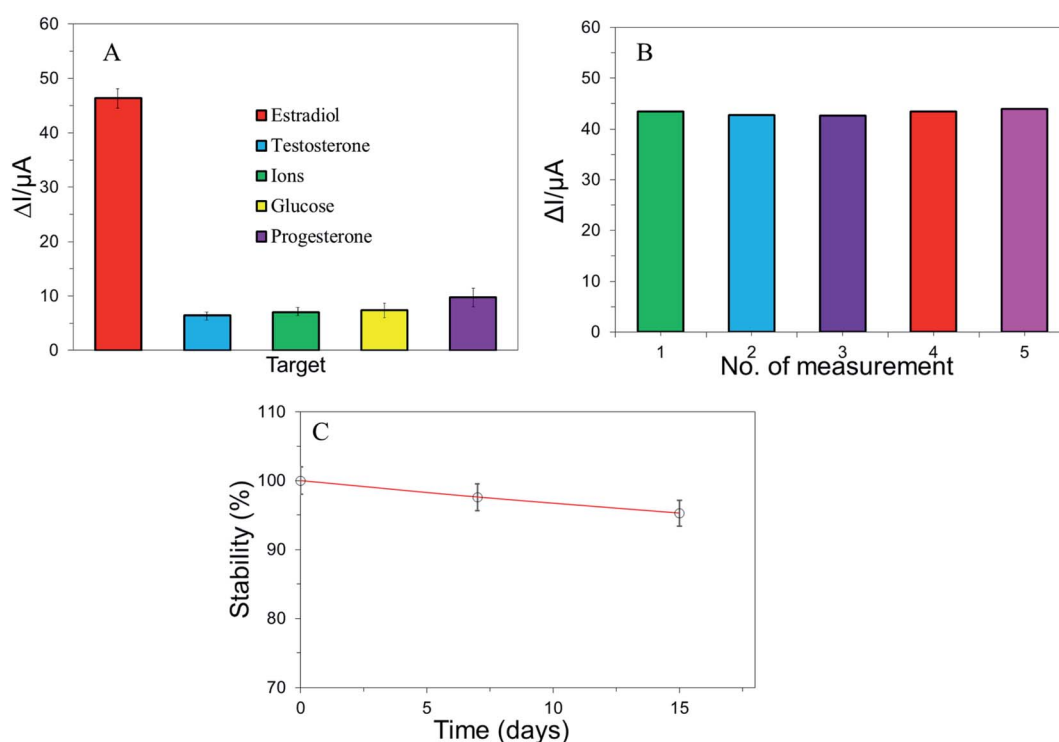 A
60
50
40
30
20
10
0
ΔI/µA
Estradiol
Testosterone
Ions
Glucose
Progesterone
Target
B
60
50
40
30
20
10
0
ΔI/µA
1 2 3 4 5
No. of measurement
C
110
100
90
80
70
Stability (%)
0 5 10 15
Time (days)